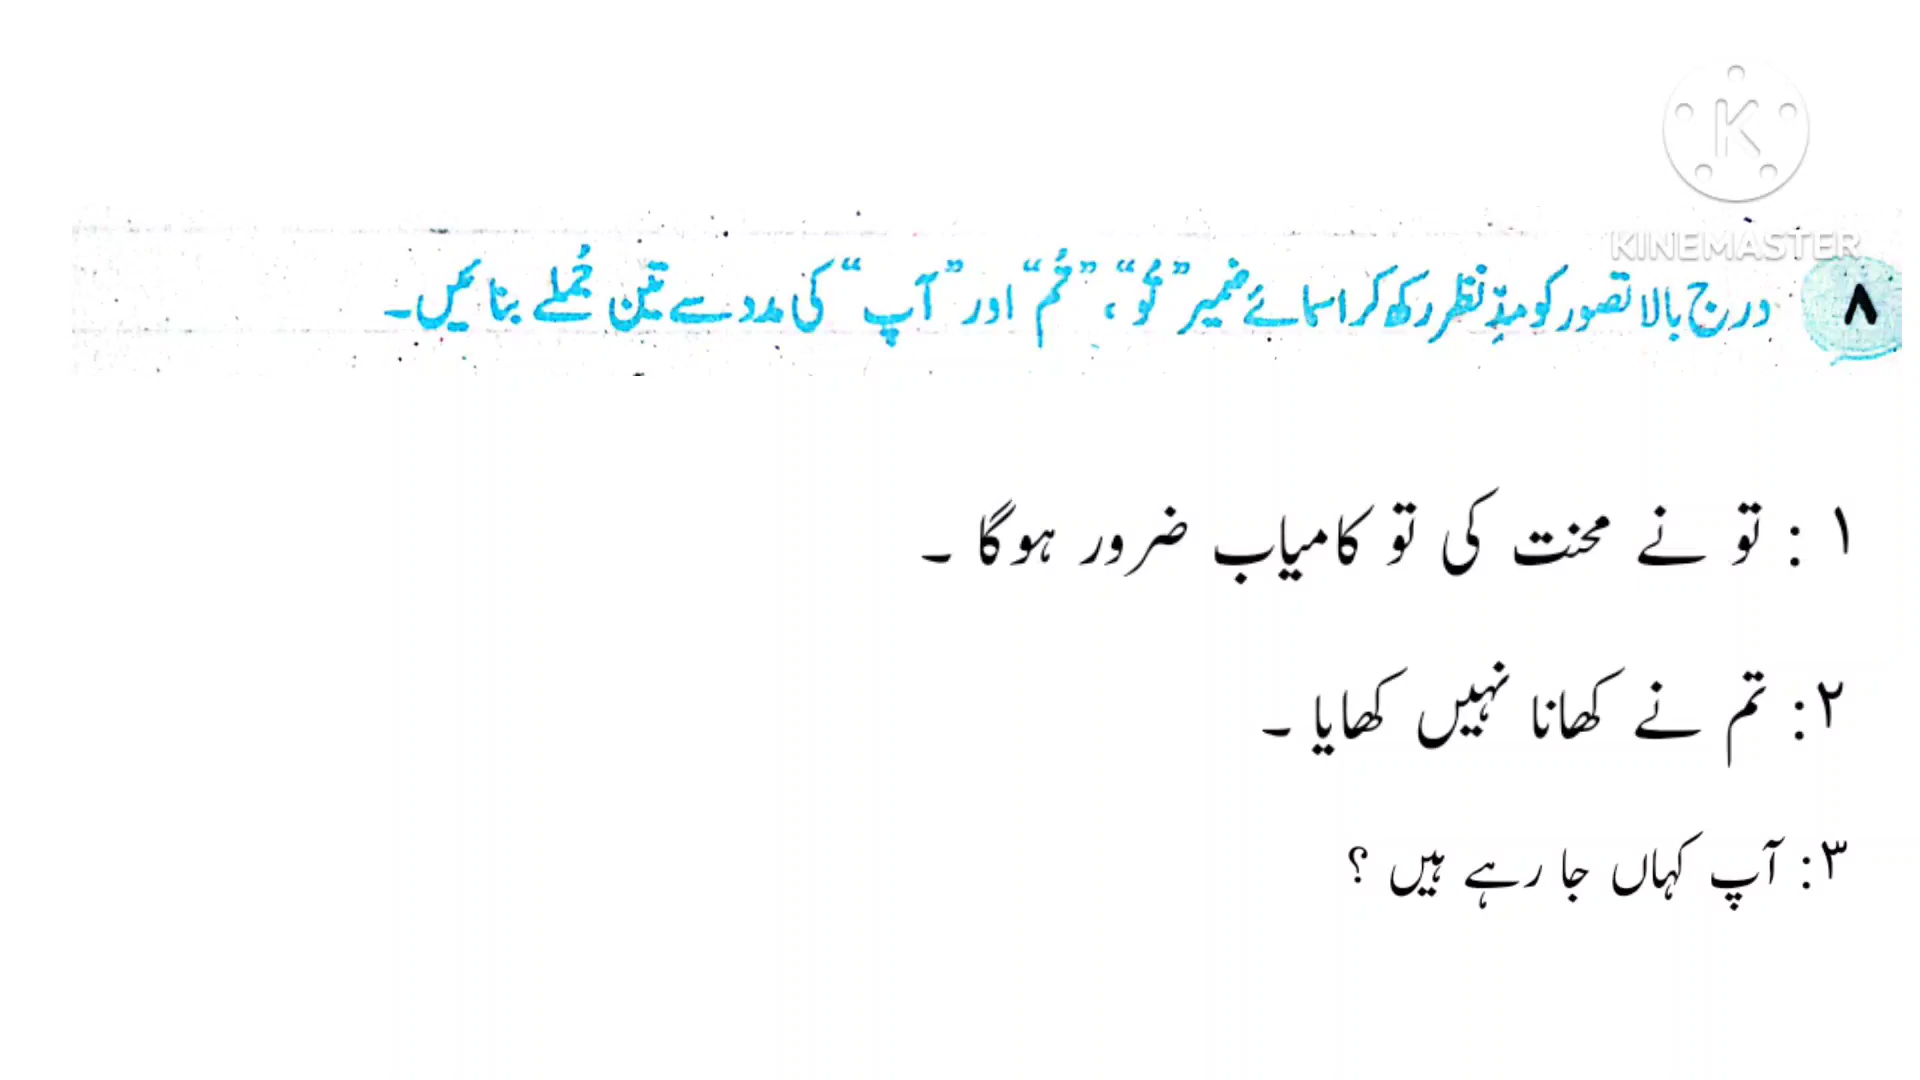 KINEMASTER
۸ درج بالا تصور کو مدِّ نظر رکھ کر اسمائے ضمیر ”تُو“، ”تُم“ اور ”آپ“ کی مدد سے تین جُملے بنائیں۔
۱ : تو نے محنت کی تو کامیاب ضرور ہوگا ۔
۲: تم نے کھانا نہیں کھایا ۔
۳: آپ کہاں جا رہے ہیں ؟